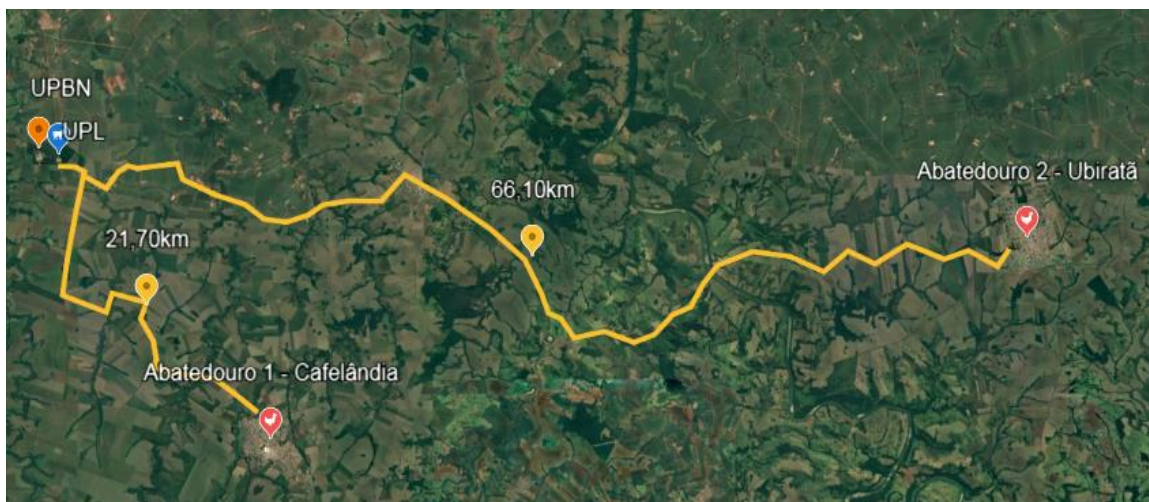 UPBN
UPL
Abatedouro 2 - Ubiratã
66,10km
21,70km
Abatedouro 1 - Cafelândia